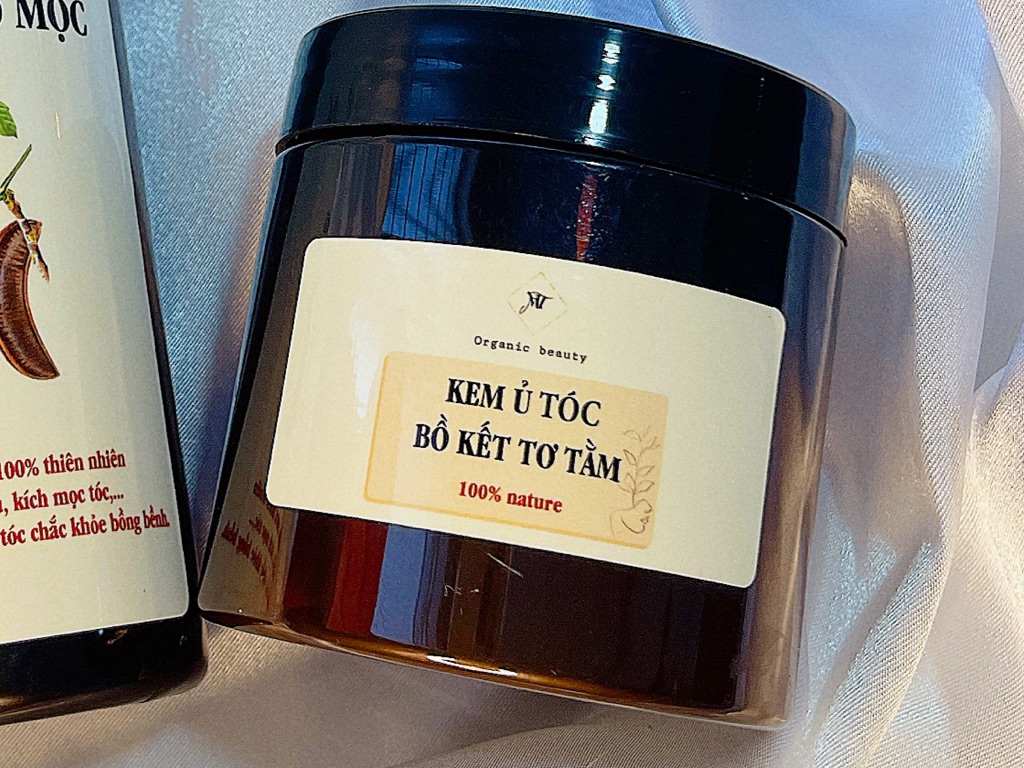 MỘC
100% thiên nhiên
, kích mọc tóc,...
tóc chắc khỏe bồng bềnh.
MT
Organic beauty
KEM Ủ TÓC
BỒ KẾT TƠ TẰM
100% nature